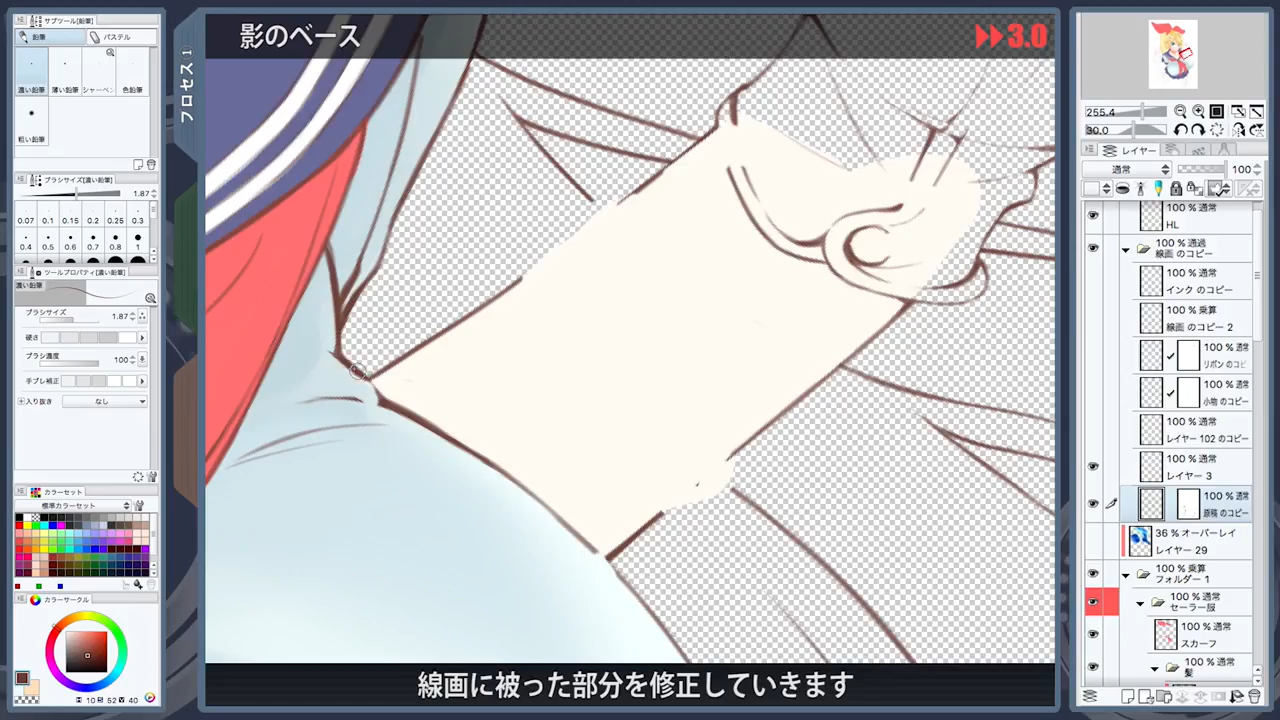 影のベース
3.0
プロセス1
線画に被った部分を修正していきます
サブツール[鉛筆]
鉛筆
パステル
濃い鉛筆
薄い鉛筆
シャーペン
色鉛筆
粗い鉛筆
ブラシサイズ[濃い鉛筆]
1.87
0.07 0.1 0.15 0.2 0.25 0.3
0.4 0.5 0.6 0.7 0.8 1
ツールプロパティ[濃い鉛筆]
濃い鉛筆
ブラシサイズ 1.87
硬さ
ブラシ濃度 100
手ブレ補正
入り抜き なし
カラーセット
標準カラーセット
カラーサークル
H 10 S 52 V 40
255.4
30.0
レイヤー
通常 100
100 % 通常
HL
100 % 通過
線画 のコピー
100 % 通常
インク のコピー
100 % 乗算
線画 のコピー 2
100 % 通常
リボン のコピ
100 % 通常
小物 のコピー
100 % 通常
レイヤー 102 のコピー
100 % 通常
レイヤー 3
100 % 通常
原稿 のコピー
36 % オーバーレイ
レイヤー 29
100 % 乗算
フォルダー 1
100 % 通常
セーラー服
100 % 通常
スカーフ
100 % 通常
髪